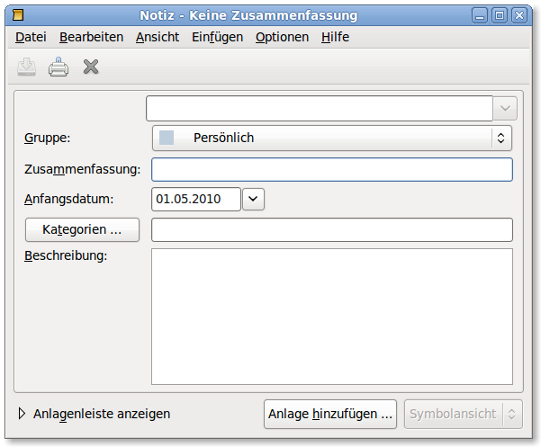 Notiz - Keine Zusammenfassung
Datei Bearbeiten Ansicht Einfügen Optionen Hilfe
Gruppe: Persönlich
Zusammenfassung:
Anfangsdatum: 01.05.2010
Kategorien ...
Beschreibung:
Anlagenleiste anzeigen Anlage hinzufügen ... Symbolansicht